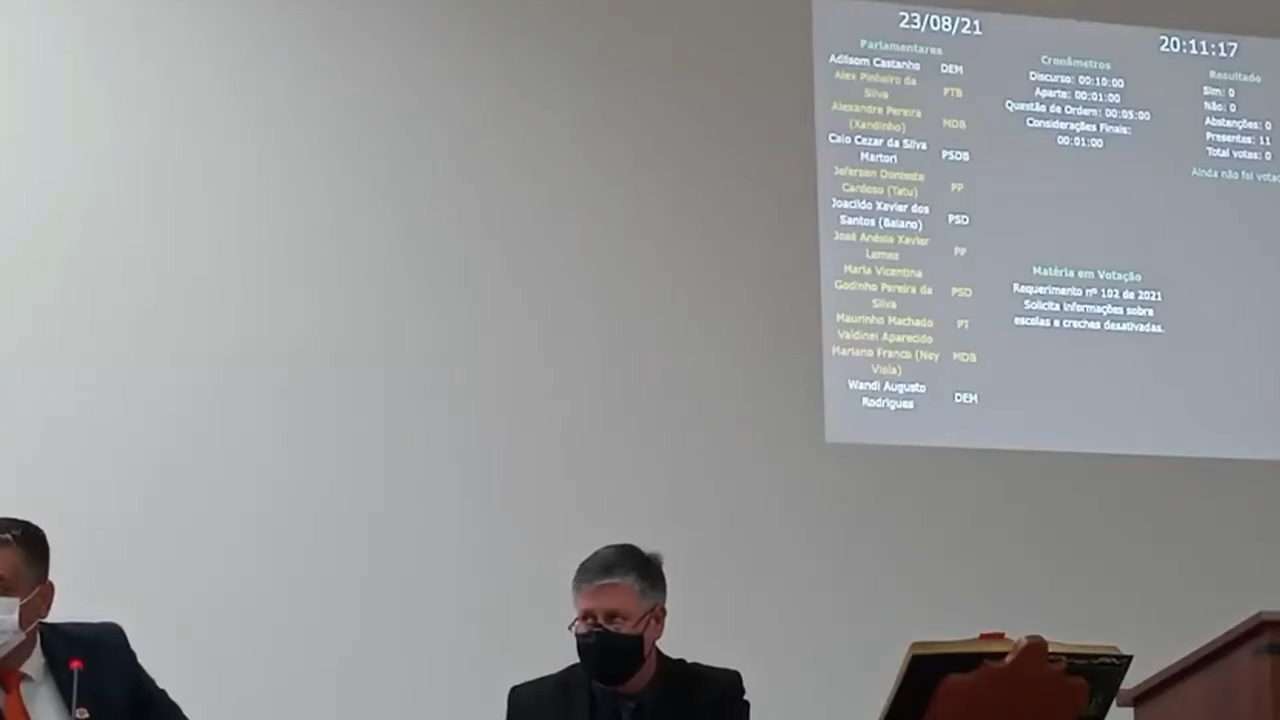 23/08/21
20:11:17
Parlamentares
Adilsom Castanho DEM
Alex Pinheiro da
Silva PTB
Alexandre Pereira
(Xandinho) MDB
Caio Cezar da Silva
Martori PSDB
Jeferson
Cardoso (Tatu) PP
Joacildo Xavier dos
Santos (Baiano) PSD
José Anésio Xavier
Lemes PP
Maria Vicentina
Godinho Pereira da
Silva PSD
Maurinho Machado PT
Valdinei Aparecido
Mariano Franco (Ney
Viola) MDB
Wandi Augusto
Rodrigues DEM
Cronômetros
Discurso: 00:10:00
Aparte: 00:01:00
Questão de Ordem: 00:05:00
Considerações Finais:
00:01:00
Matéria em Votação
Requerimento nº 102 de 2021
Solicita informações sobre
escolas e creches desativadas.
Resultado
Sim: 0
Não: 0
Abstenções: 0
Presentes: 11
Total votos: 0
Ainda não foi votad